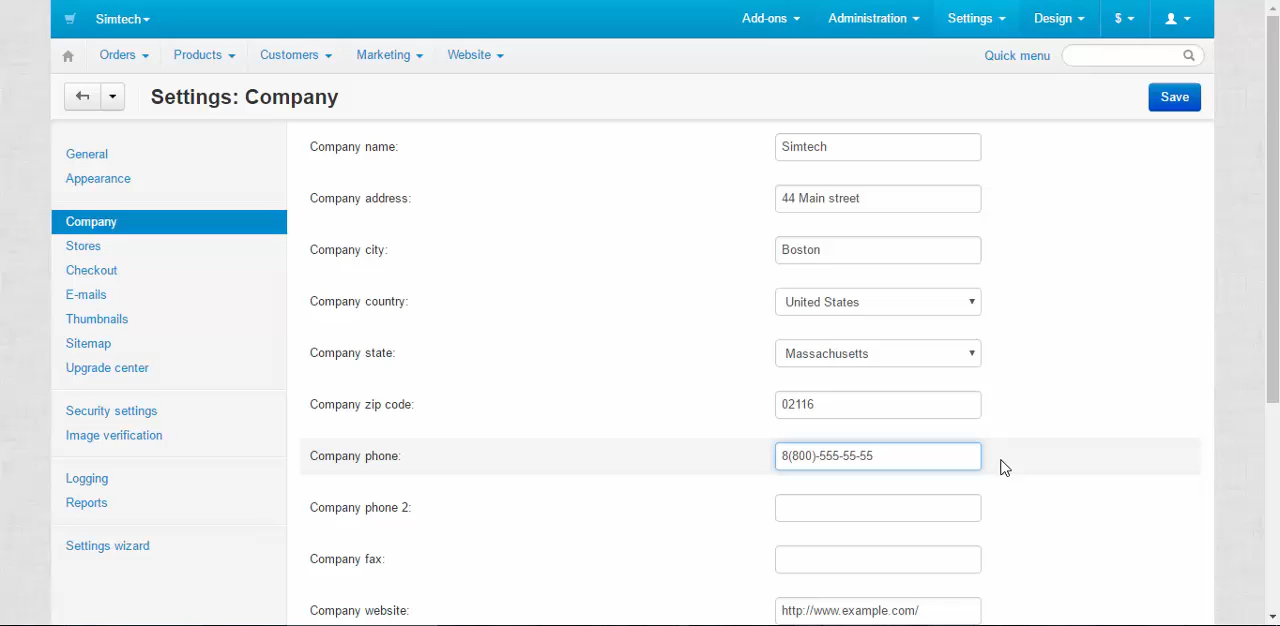 Simtech
Add-ons
Administration
Settings
Design
$
Orders
Products
Customers
Marketing
Website
Quick menu
Settings: Company
Save
General
Appearance
Company
Stores
Checkout
E-mails
Thumbnails
Sitemap
Upgrade center
Security settings
Image verification
Logging
Reports
Settings wizard
Company name: Simtech
Company address: 44 Main street
Company city: Boston
Company country: United States
Company state: Massachusetts
Company zip code: 02116
Company phone: 8(800)-555-55-55
Company phone 2:
Company fax:
Company website: http://www.example.com/